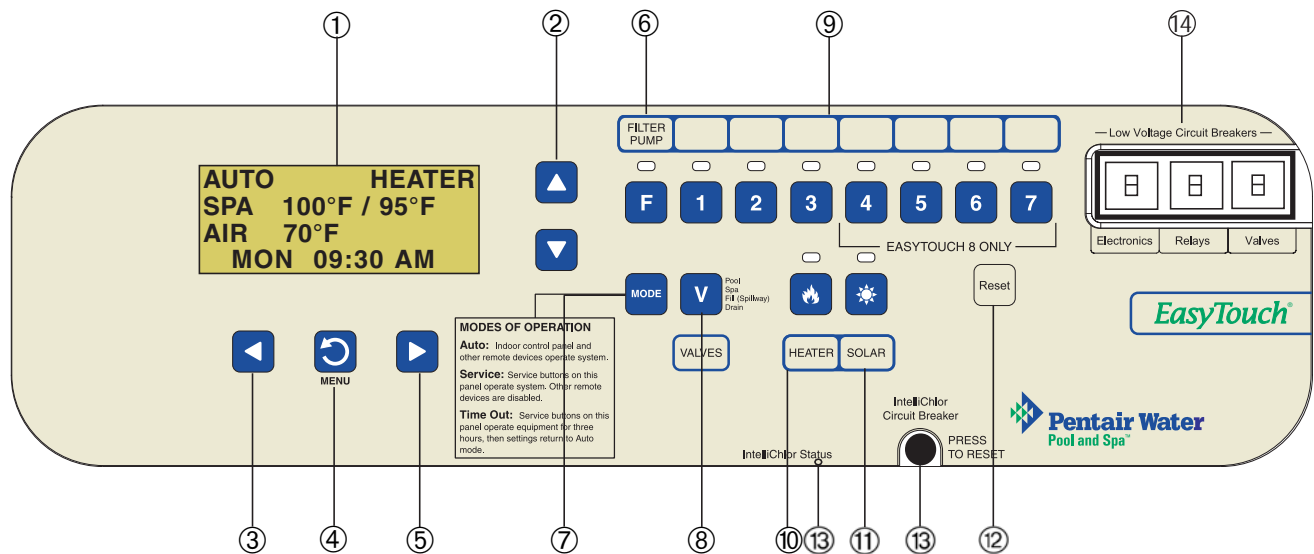 ① ② ⑥ ⑨ ⑭
FILTER
PUMP
Low Voltage Circuit Breakers
AUTO HEATER
SPA 100°F / 95°F
AIR 70°F
MON 09:30 AM
F 1 2 3 4 5 6 7
EASYTOUCH 8 ONLY
Electronics Relays Valves
MODE
V
Pool
Spa
Fill (Spillway)
Drain
Reset
EasyTouch®
MENU
MODES OF OPERATION
Auto: Indoor control panel and
other remote devices operate system.
Service: Service buttons on this
panel operate system. Other remote
devices are disabled.
Time Out: Service buttons on this
panel operate equipment for three
hours, then settings return to Auto
mode.
VALVES
HEATER SOLAR
IntelliChlor
Circuit Breaker
PRESS
TO RESET
IntelliChlor Status
Pentair Water
Pool and Spa™
③ ④ ⑤ ⑦ ⑧ ⑩ ⑬ ⑪ ⑬ ⑫